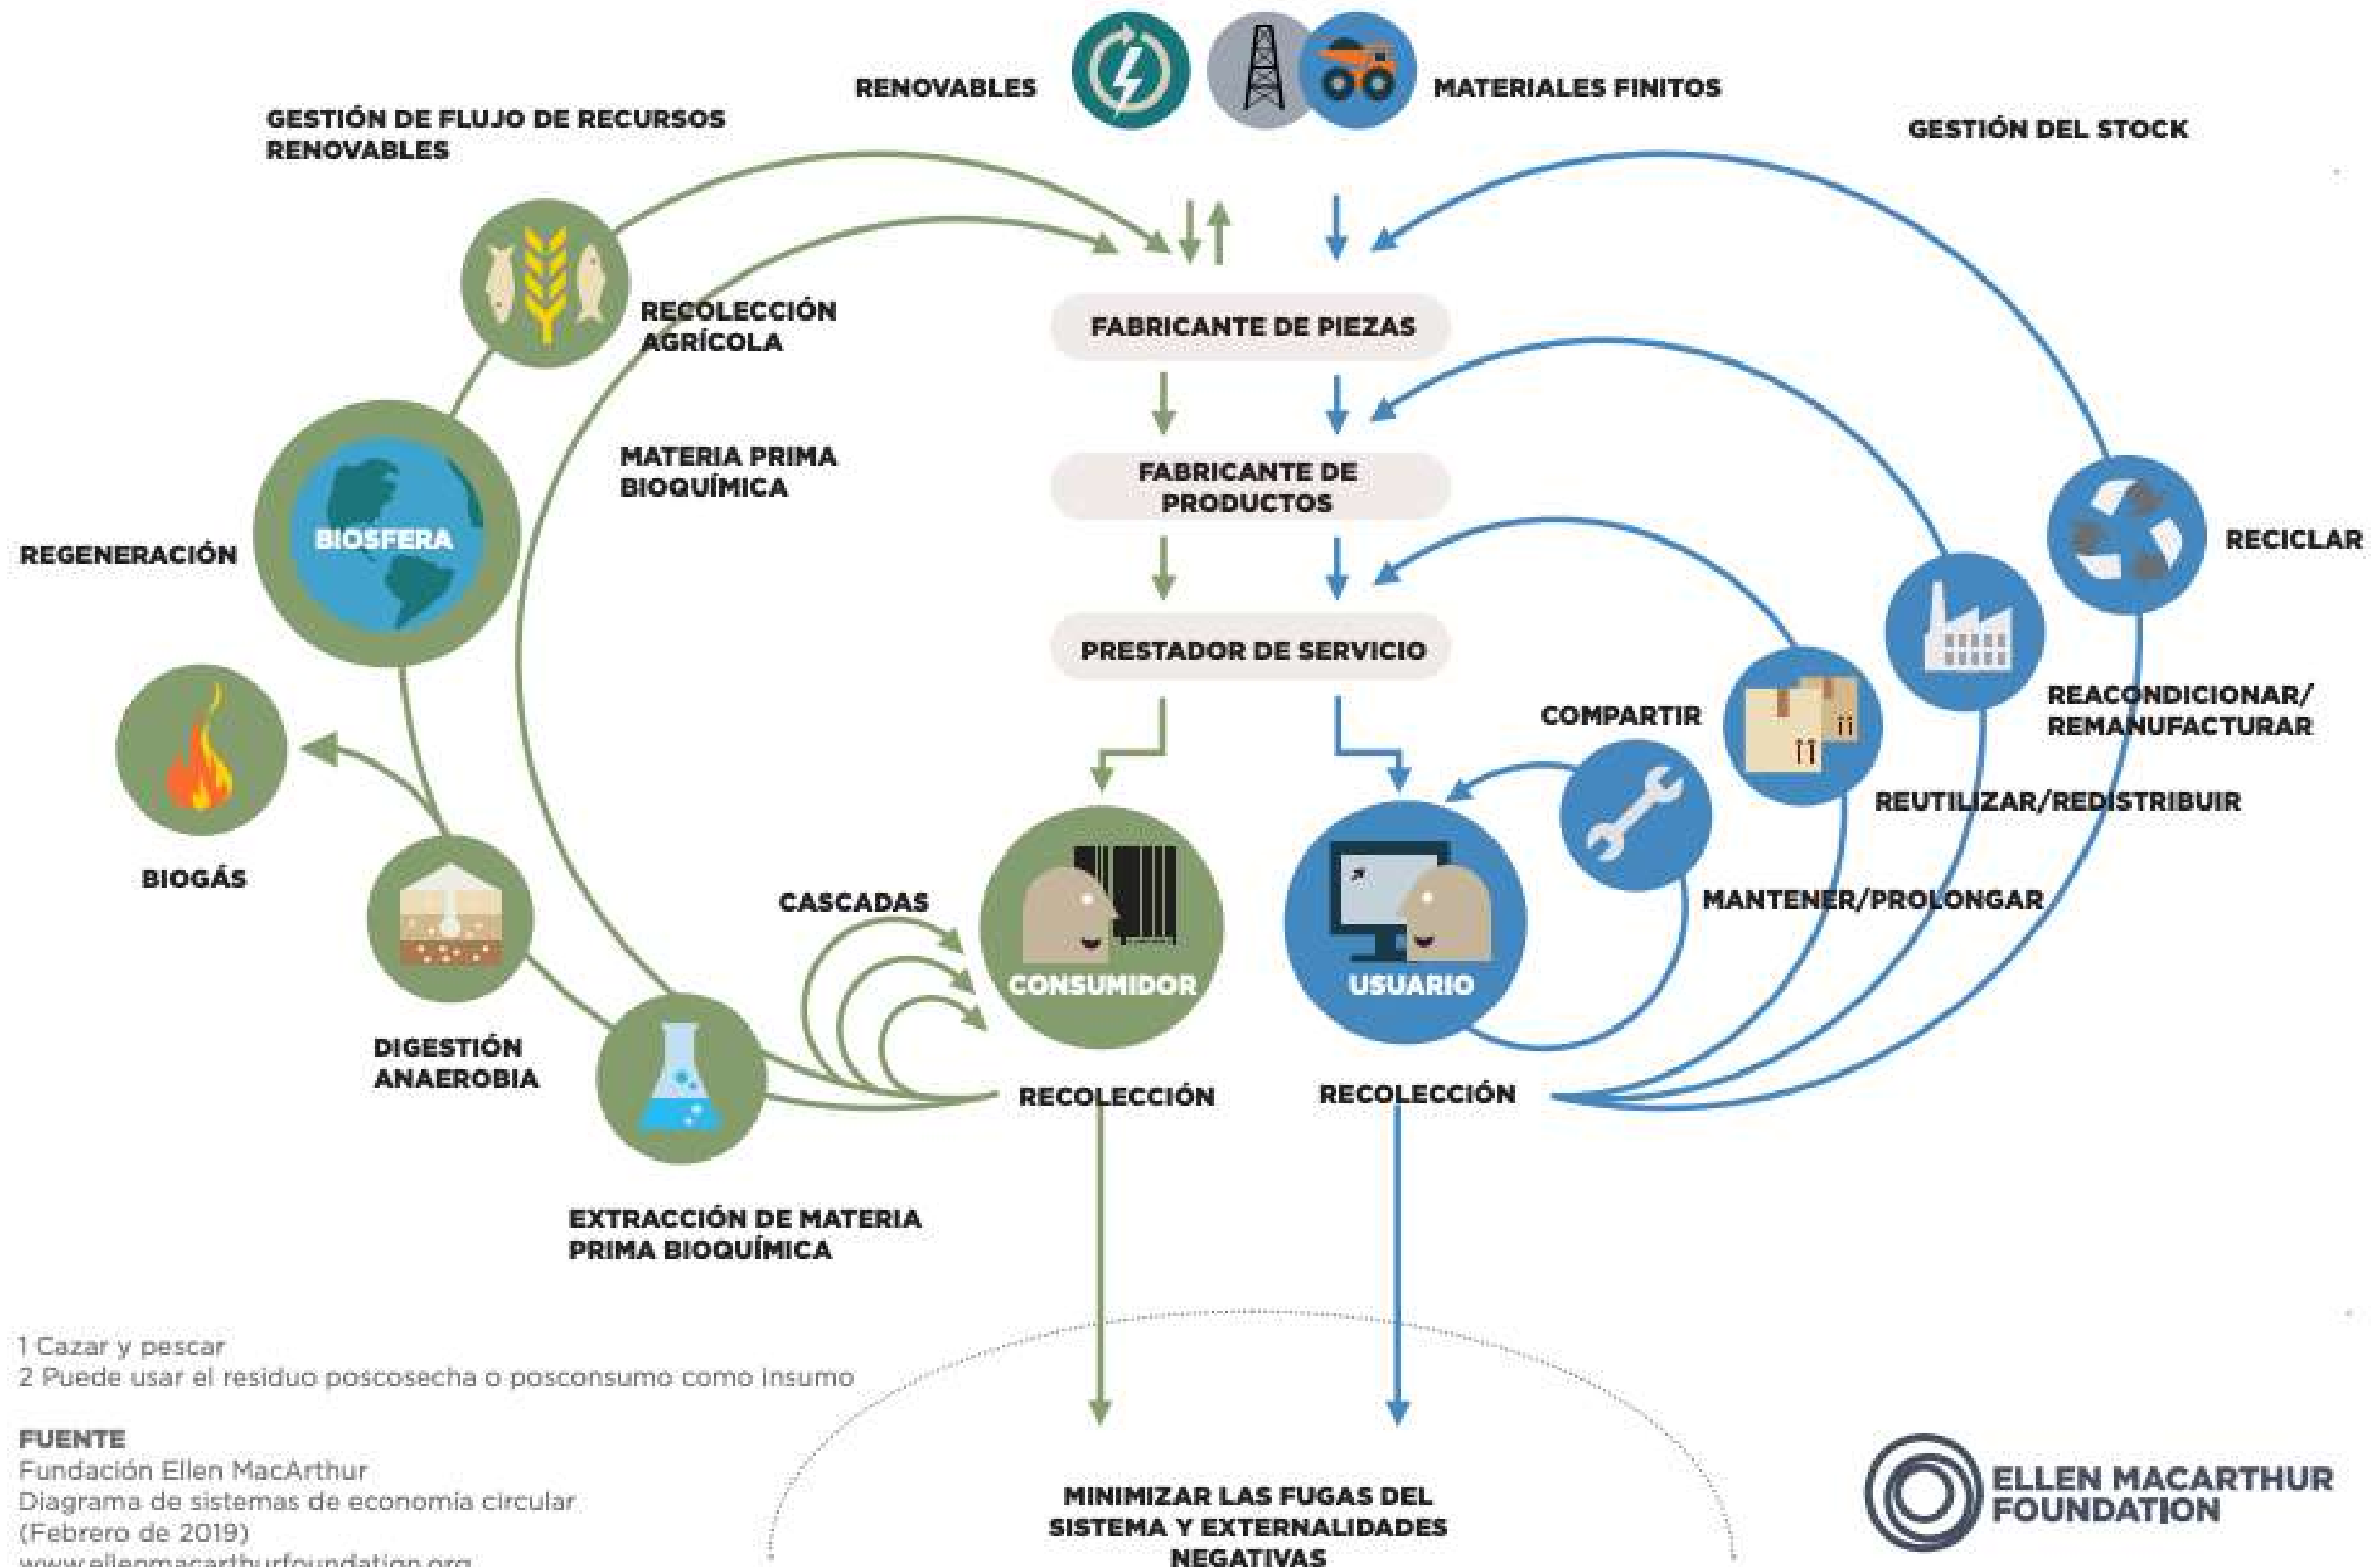 RENOVABLES
MATERIALES FINITOS
GESTIÓN DE FLUJO DE RECURSOS
RENOVABLES
GESTIÓN DEL STOCK
RECOLECCIÓN
AGRÍCOLA
FABRICANTE DE PIEZAS
MATERIA PRIMA
BIOQUÍMICA
FABRICANTE DE
PRODUCTOS
BIOSFERA
REGENERACIÓN
RECICLAR
PRESTADOR DE SERVICIO
REACONDICIONAR/
REMANUFACTURAR
COMPARTIR
REUTILIZAR/REDISTRIBUIR
BIOGÁS
CASCADAS
MANTENER/PROLONGAR
CONSUMIDOR
USUARIO
DIGESTIÓN
ANAEROBIA
RECOLECCIÓN
RECOLECCIÓN
EXTRACCIÓN DE MATERIA
PRIMA BIOQUÍMICA
1 Cazar y pescar
2 Puede usar el residuo poscosecha o posconsumo como insumo
FUENTE
Fundación Ellen MacArthur
Diagrama de sistemas de economía circular
(Febrero de 2019)
www.ellenmacarthurfoundation.org
MINIMIZAR LAS FUGAS DEL
SISTEMA Y EXTERNALIDADES
NEGATIVAS
ELLEN MACARTHUR
FOUNDATION